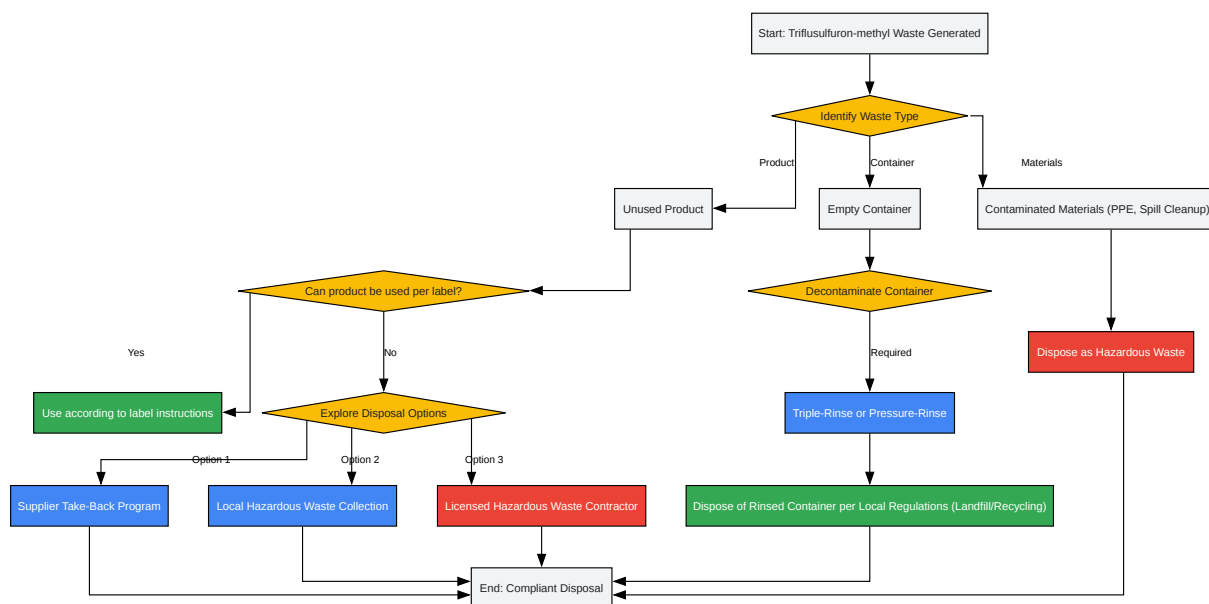 Start: Triflusulfuron-methyl Waste Generated
Identify Waste Type
Product
Container
Materials
Unused Product
Empty Container
Contaminated Materials (PPE, Spill Cleanup)
Can product be used per label?
Decontaminate Container
Yes
No
Required
Dispose as Hazardous Waste
Use according to label instructions
Explore Disposal Options
Triple-Rinse or Pressure-Rinse
Option 1
Option 2
Option 3
Supplier Take-Back Program
Local Hazardous Waste Collection
Licensed Hazardous Waste Contractor
Dispose of Rinsed Container per Local Regulations (Landfill/Recycling)
End: Compliant Disposal